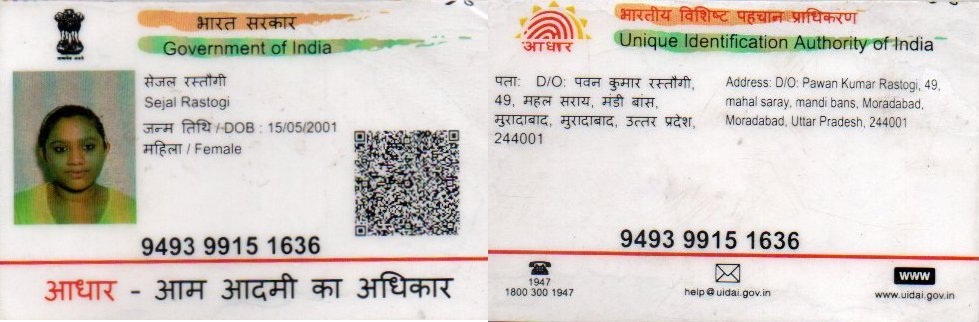 भारत सरकार
Government of India
सेजल रस्तौगी
Sejal Rastogi
जन्म तिथि / DOB : 15/05/2001
महिला / Female
9493 9915 1636
आधार - आम आदमी का अधिकार
आधार
भारतीय विशिष्ट पहचान प्राधिकरण
Unique Identification Authority of India
पता: D/O: पवन कुमार रस्तौगी,
49, महल सराय, मंडी बांस,
मुरादाबाद, मुरादाबाद, उत्तर प्रदेश,
244001
Address: D/O: Pawan Kumar Rastogi, 49,
mahal saray, mandi bans, Moradabad,
Moradabad, Uttar Pradesh, 244001
9493 9915 1636
1947
1800 300 1947
help@uidai.gov.in
www
www.uidai.gov.in